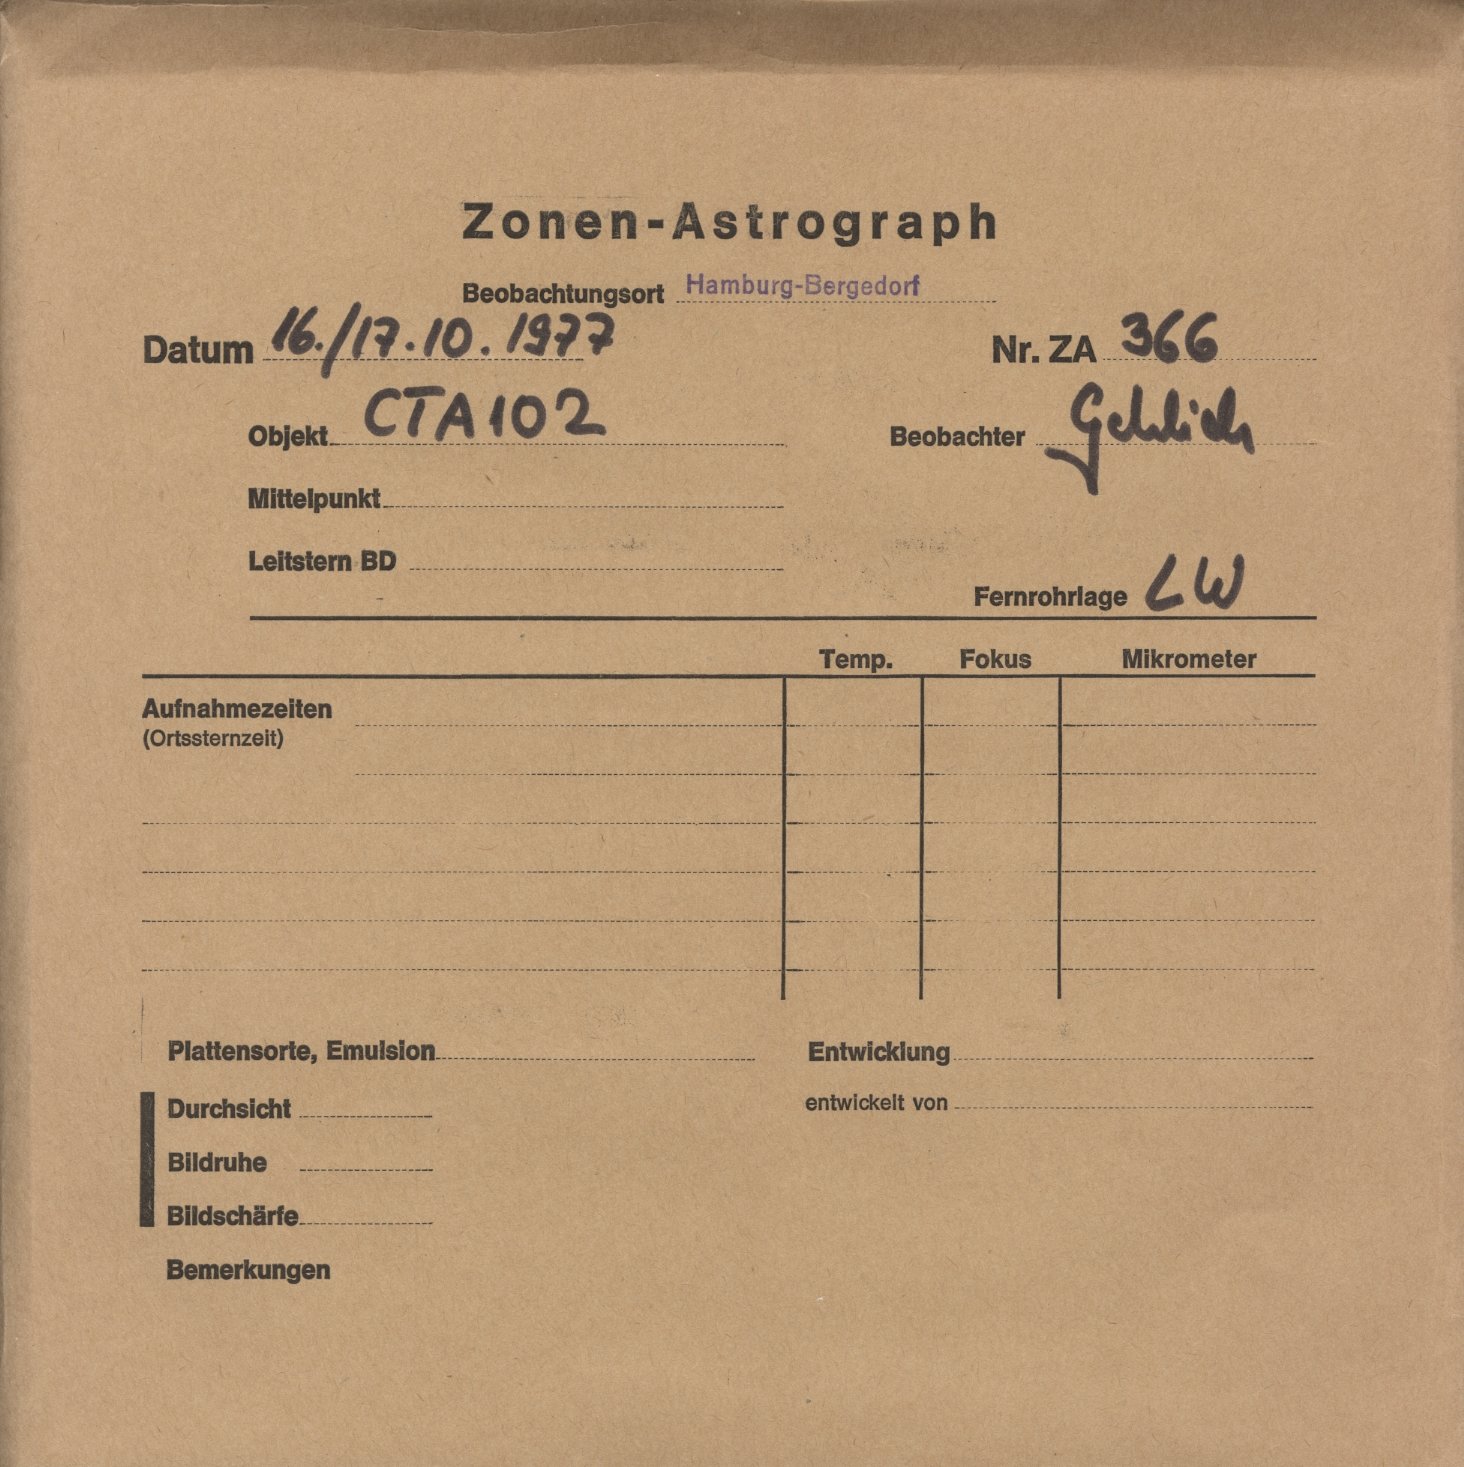 Zonen-Astrograph
Beobachtungsort Hamburg-Bergedorf
Datum 16./17.10.1977 Nr. ZA 366
Objekt CTA102 Beobachter
Mittelpunkt
Leitstern BD
Fernrohrlage LW
Temp. Fokus Mikrometer
Aufnahmezeiten
(Ortssternzeit)
Plattensorte, Emulsion Entwicklung
Durchsicht entwickelt von
Bildruhe
Bildschärfe
Bemerkungen